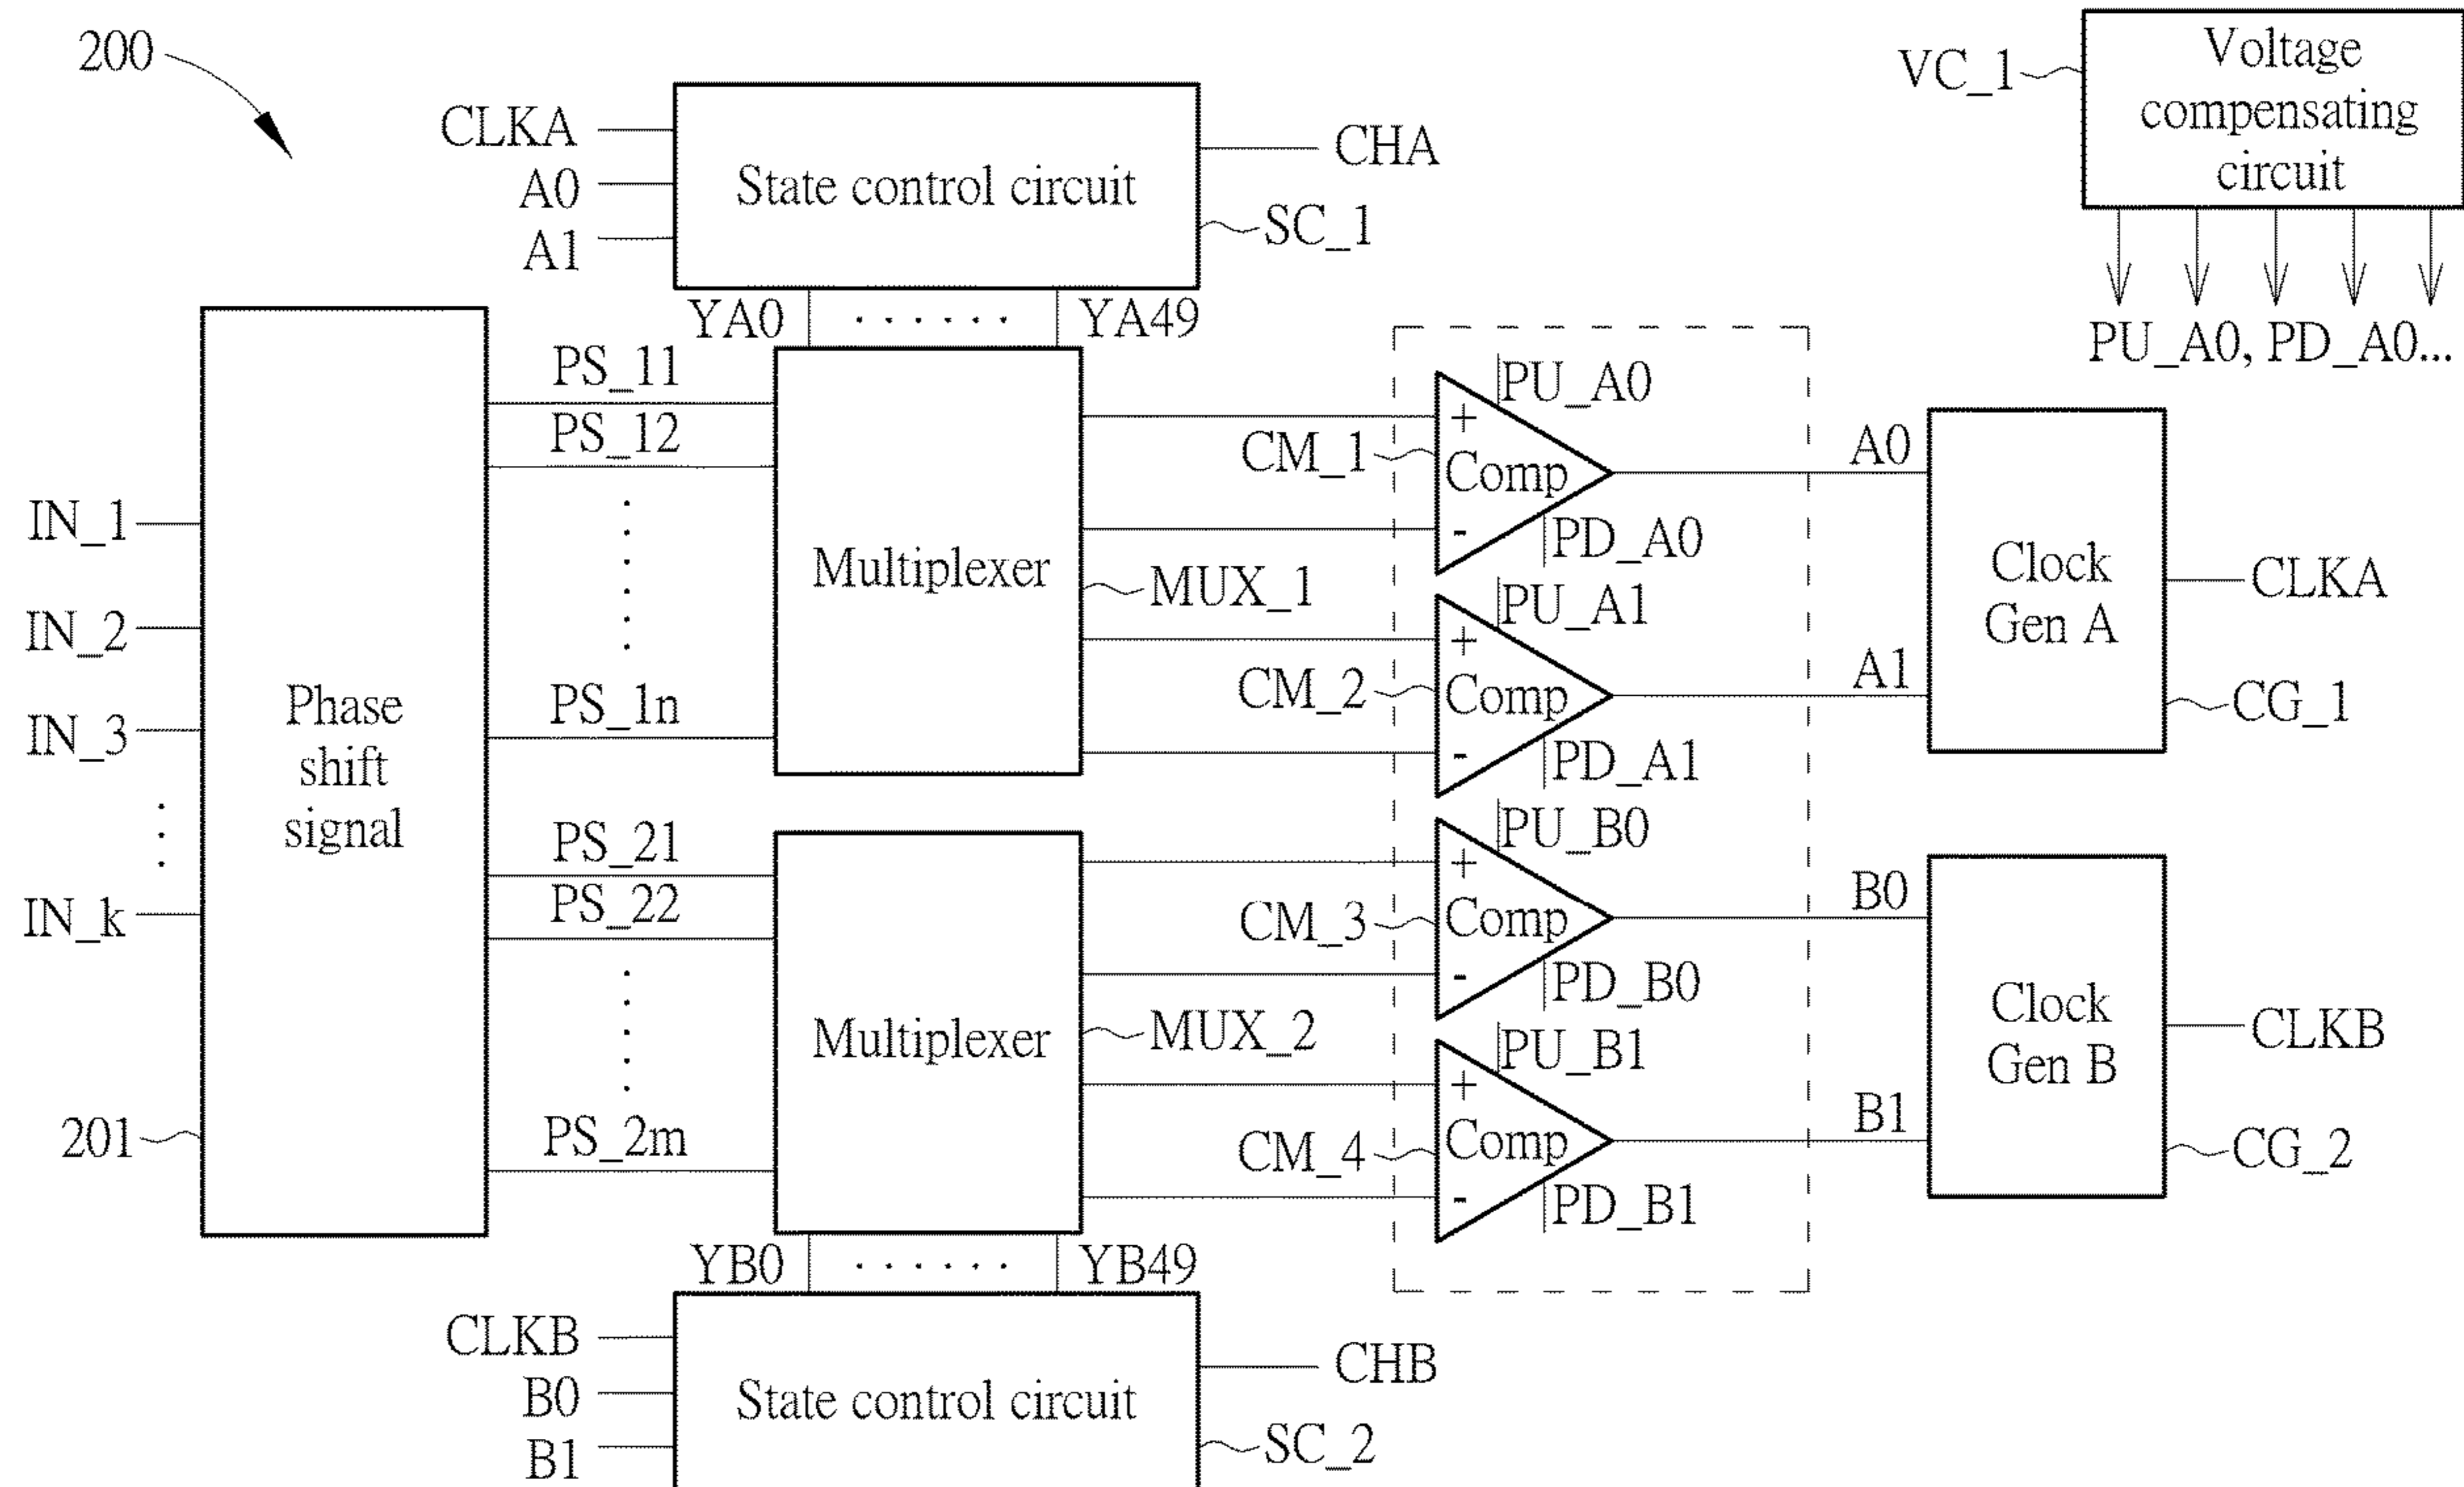 200
CLKA
A0
A1
State control circuit
CHA
SC_1
VC_1
Voltage
compensating
circuit
PU_A0, PD_A0...
YA0
......
YA49
IN_1
IN_2
IN_3
IN_k
Phase
shift
signal
201
PS_11
PS_12
PS_1n
PS_21
PS_22
PS_2m
Multiplexer
MUX_1
Multiplexer
MUX_2
CM_1
+
Comp
-
PU_A0
PD_A0
CM_2
+
Comp
-
PU_A1
PD_A1
CM_3
+
Comp
-
PU_B0
PD_B0
CM_4
+
Comp
-
PU_B1
PD_B1
A0
A1
Clock
Gen A
CLKA
CG_1
B0
B1
Clock
Gen B
CLKB
CG_2
YB0
......
YB49
CLKB
B0
B1
State control circuit
CHB
SC_2